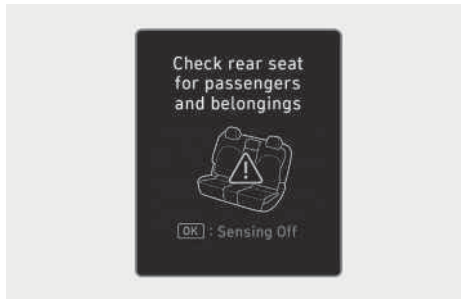 Check rear seat
for passengers
and belongings
OK : Sensing Off